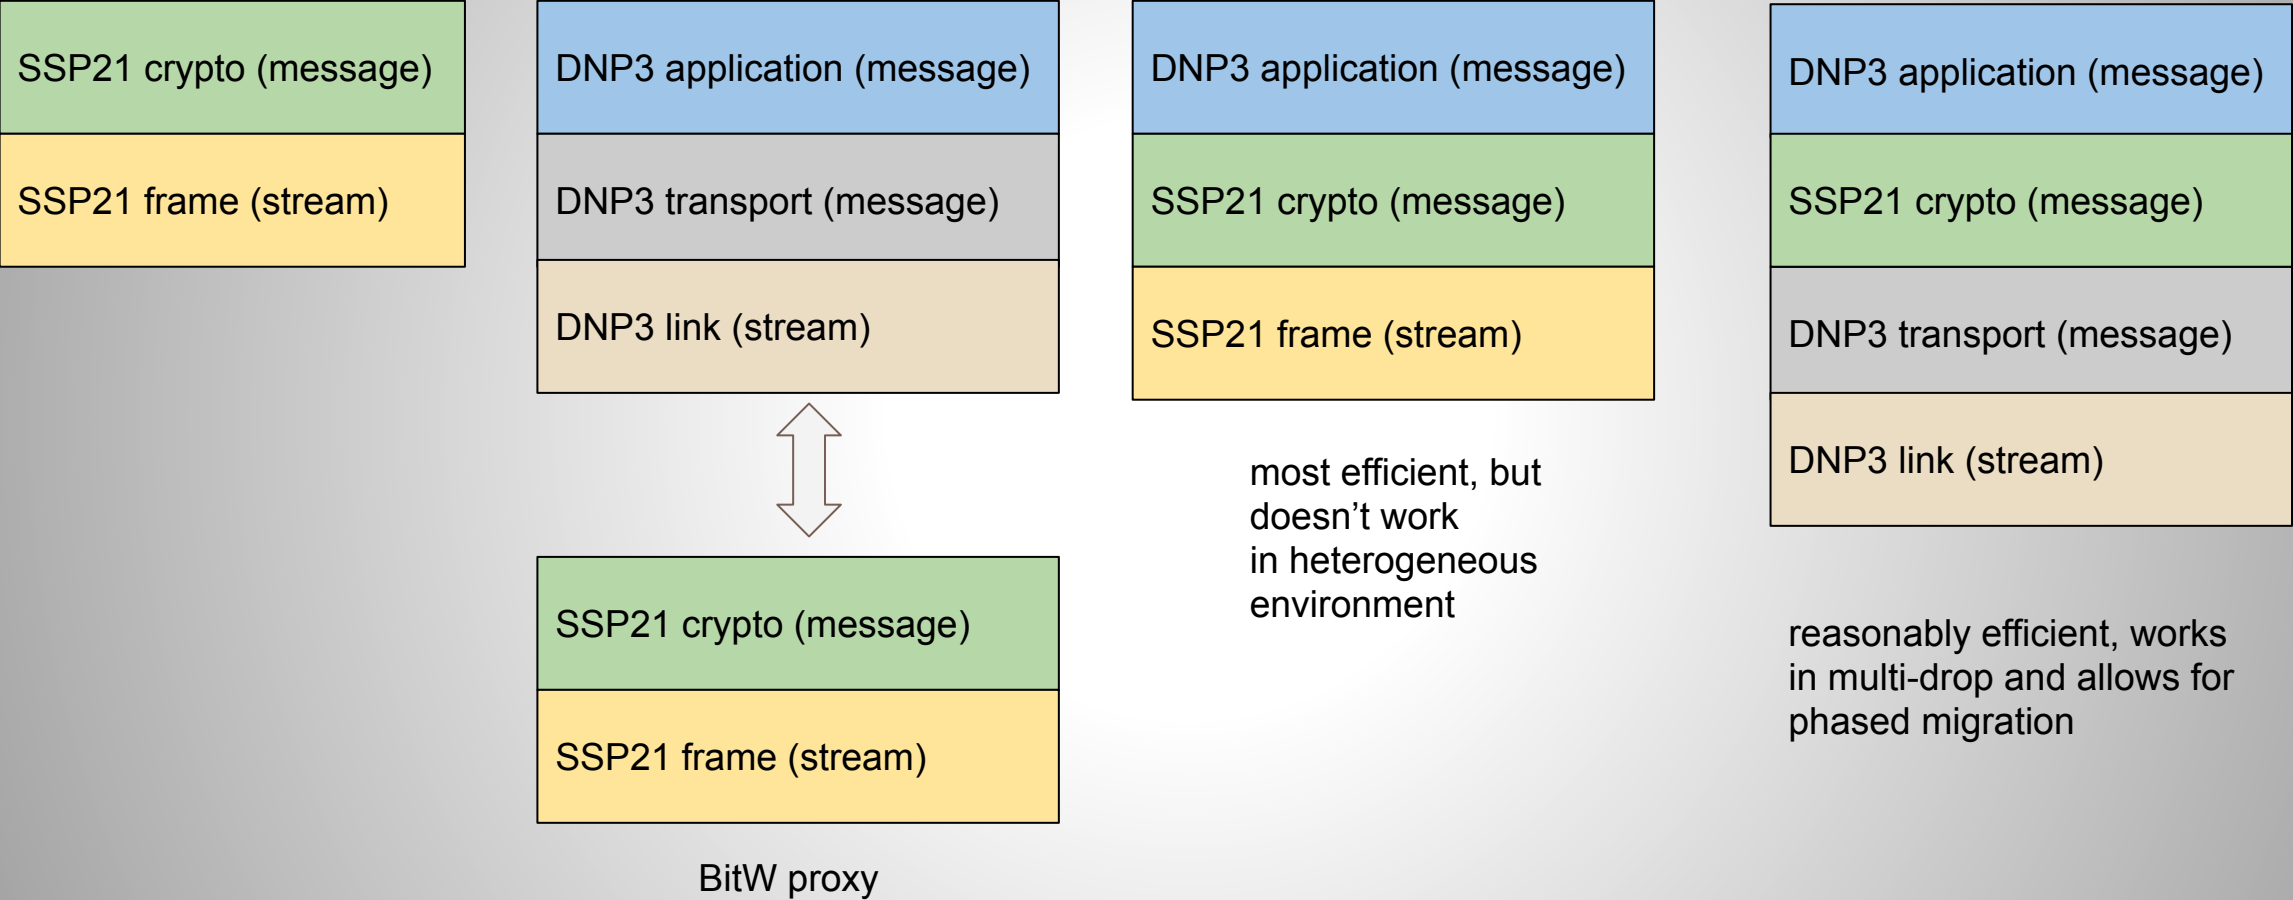 SSP21 crypto (message)
SSP21 frame (stream)
DNP3 application (message)
DNP3 transport (message)
DNP3 link (stream)
SSP21 crypto (message)
SSP21 frame (stream)
BitW proxy
DNP3 application (message)
SSP21 crypto (message)
SSP21 frame (stream)
most efficient, but
doesn’t work
in heterogeneous
environment
DNP3 application (message)
SSP21 crypto (message)
DNP3 transport (message)
DNP3 link (stream)
reasonably efficient, works
in multi-drop and allows for
phased migration